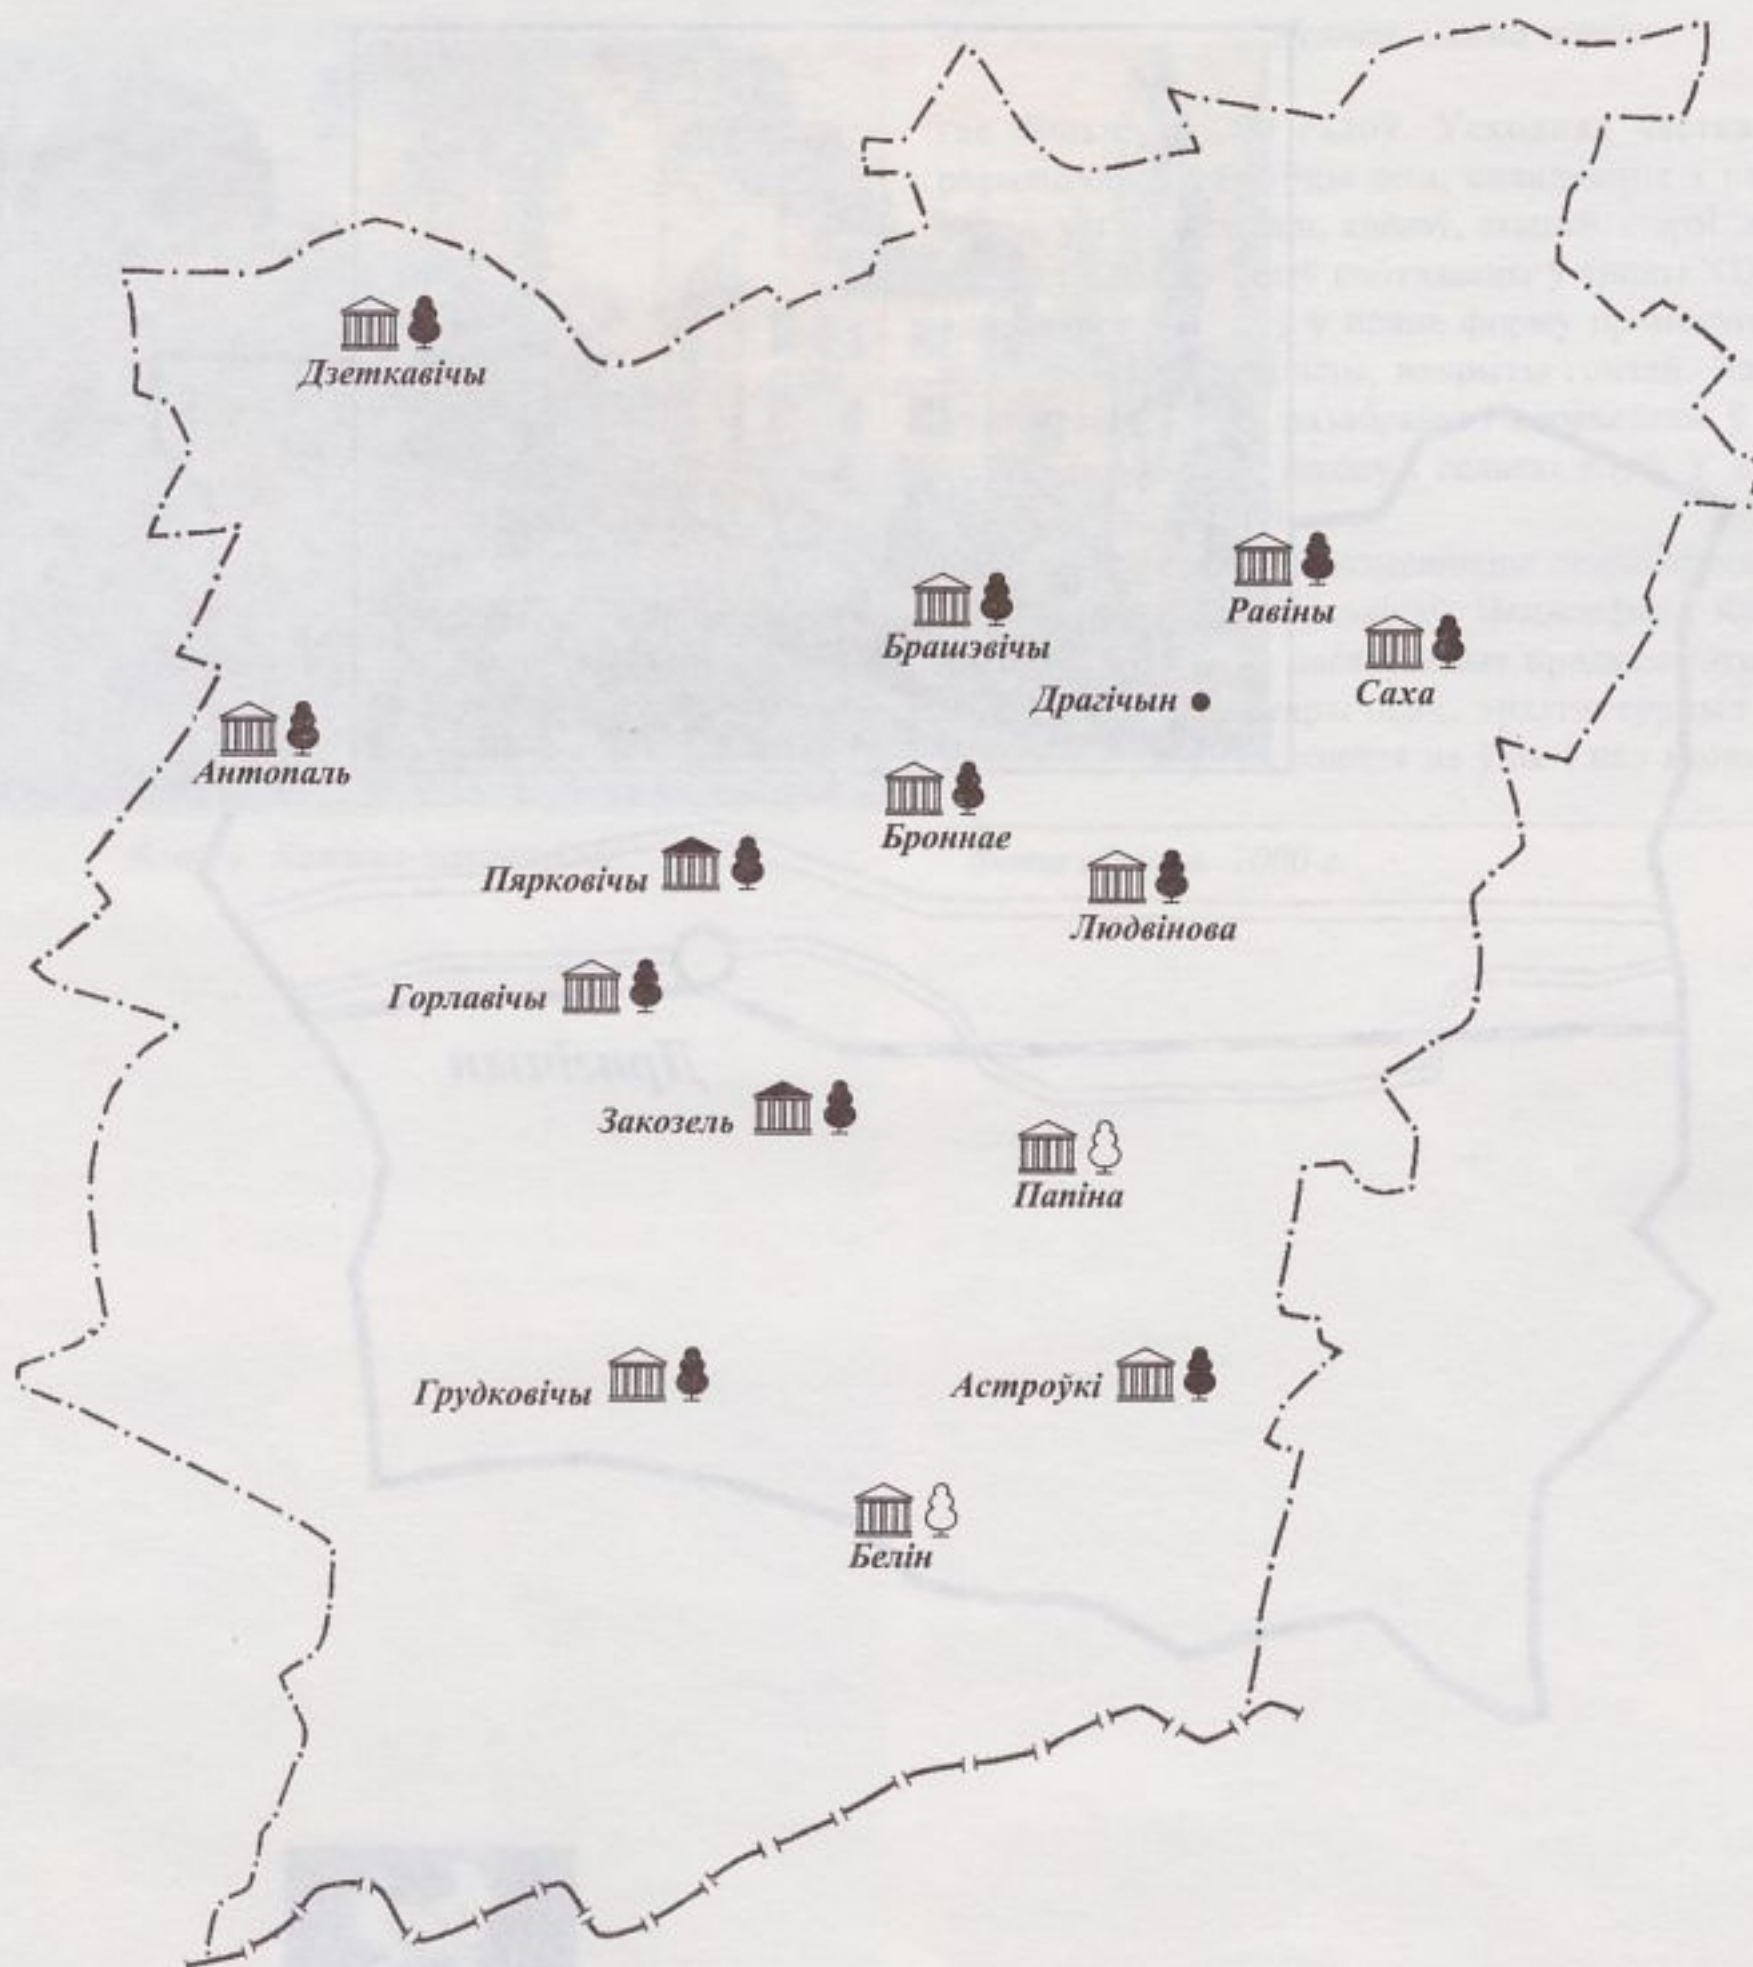 Дзеткавічы
Равіны
Брашэвічы
Саха
Драгічын
Антопаль
Броннае
Пярковічы
Людвінова
Горлавічы
Закозель
Папіна
Грудковічы
Астроўкі
Белін